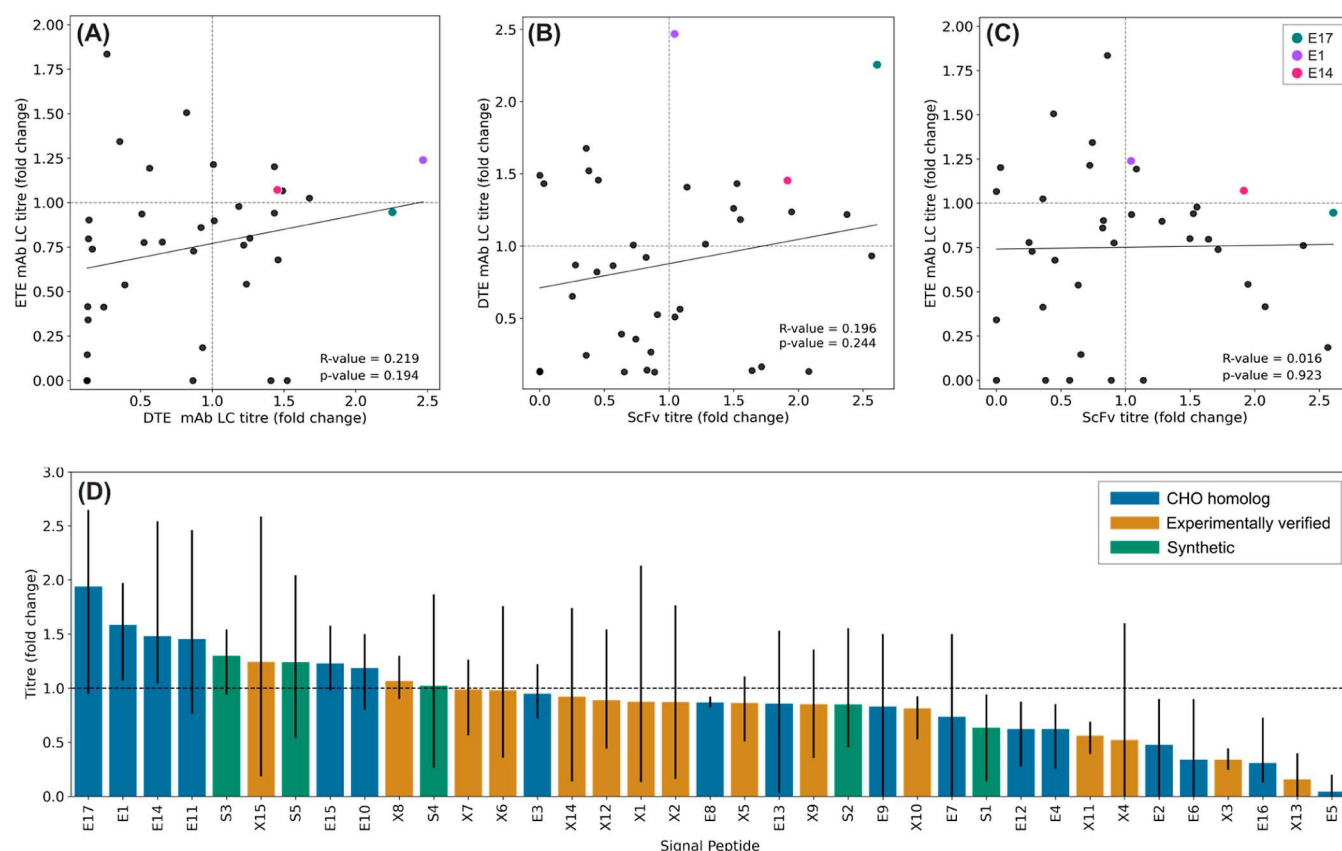 (A)
2.00
1.75
1.50
1.25
1.00
0.75
0.50
0.25
0.00
ETE mAb LC titre (fold change)
R-value = 0.219
p-value = 0.194
0.5
1.0
1.5
2.0
2.5
DTE mAb LC titre (fold change)
(B)
2.5
2.0
1.5
1.0
0.5
DTE mAb LC titre (fold change)
R-value = 0.196
p-value = 0.244
0.0
0.5
1.0
1.5
2.0
2.5
ScFv titre (fold change)
(C)
E17
E1
E14
2.00
1.75
1.50
1.25
1.00
0.75
0.50
0.25
0.00
ETE mAb LC titre (fold change)
R-value = 0.016
p-value = 0.923
0.0
0.5
1.0
1.5
2.0
2.5
ScFv titre (fold change)
(D)
3.0
2.5
2.0
1.5
1.0
0.5
0.0
Titre (fold change)
CHO homolog
Experimentally verified
Synthetic
E17
E1
E14
E11
S3
X15
S5
E15
E10
X8
S4
X7
X6
E3
X14
X12
X1
X2
E8
X5
E13
X9
S2
E9
X10
E7
S1
E12
E4
X11
X4
E2
E6
X3
E16
X13
E5
Signal Peptide